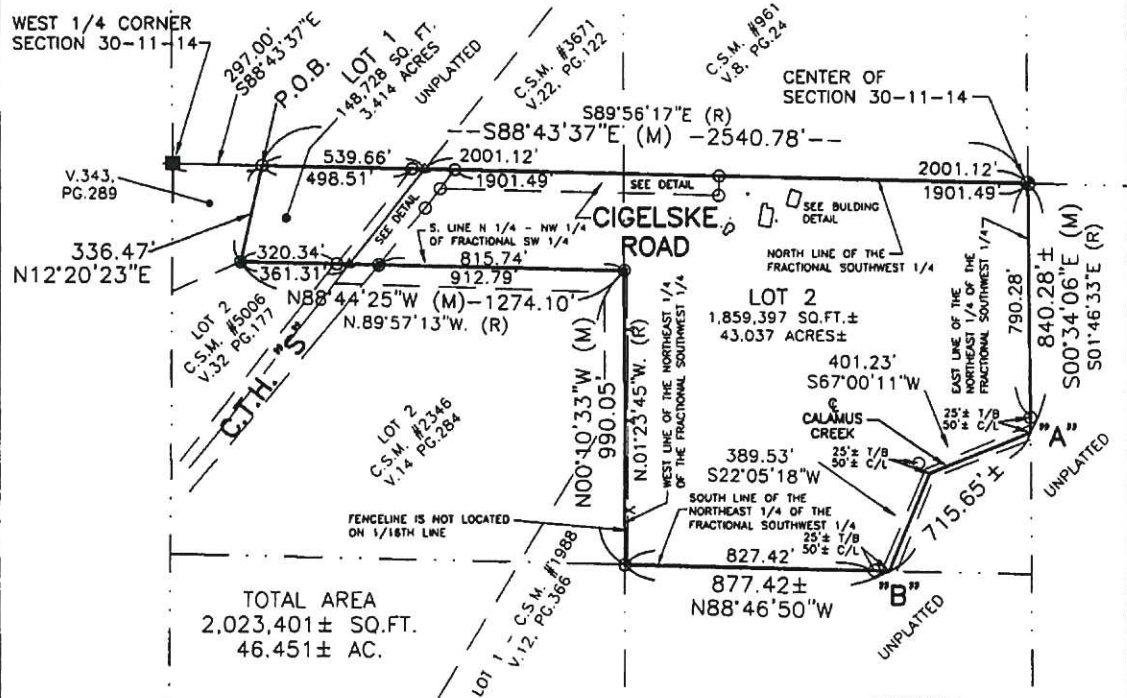 WEST 1/4 CORNER
SECTION 30-11-14
297.00'
S88°43'37"E
P.O.B.
LOT 1
148,728 SQ. FT.
3.414 ACRES
UNPLATTED
C.S.M. #3671
V.22, PG.122
C.S.M. #961
V.8, PG.24
CENTER OF
SECTION 30-11-14
S89°56'17"E (R)
--S88°43'37"E (M) -2540.78'--
539.66'
498.51'
2001.12'
1901.49'
2001.12'
1901.49'
V.343,
PG.289
SEE DETAIL
SEE DETAIL
SEE BULDING
DETAIL
CIGELSKE
ROAD
S. LINE N 1/4 - NW 1/4
OF FRACTIONAL SW 1/4
NORTH LINE OF THE
FRACTIONAL SOUTHWEST 1/4
336.47'
N12°20'23"E
320.34'
361.31'
815.74'
912.79'
N88°44'25"W (M)-1274.10'
N.89°57'13"W. (R)
LOT 2
C.S.M. #5006
V.32 PG.177
C.T.H. "S"
LOT 2
C.S.M. #2346
V.14 PG.284
N00°10'33"W (M)
990.05'
N.01°23'45"W. (R)
WEST LINE OF THE NORTHEAST 1/4
OF THE FRACTIONAL SOUTHWEST 1/4
LOT 2
1,859,397 SQ.FT.±
43.037 ACRES±
EAST LINE OF THE
NORTHEAST 1/4 OF THE
FRACTIONAL SOUTHWEST 1/4
790.28'
840.28'±
S00°34'06"E (M)
S01°46'33"E (R)
401.23'
S67°00'11"W
CALAMUS
CREEK
25'± T/B
50'± C/L
"A"
UNPLATTED
389.53'
S22°05'18"W
25'± T/B
50'± C/L
715.65'±
SOUTH LINE OF THE
NORTHEAST 1/4 OF THE
FRACTIONAL SOUTHWEST 1/4
25'± T/B
50'± C/L
FENCELINE IS NOT LOCATED
ON 1/16TH LINE
X
X
827.42'
877.42±
N88°46'50"W
"B"
UNPLATTED
LOT 1 - C.S.M. #1988
V.12, PG.366
TOTAL AREA
2,023,401± SQ.FT.
46.451± AC.